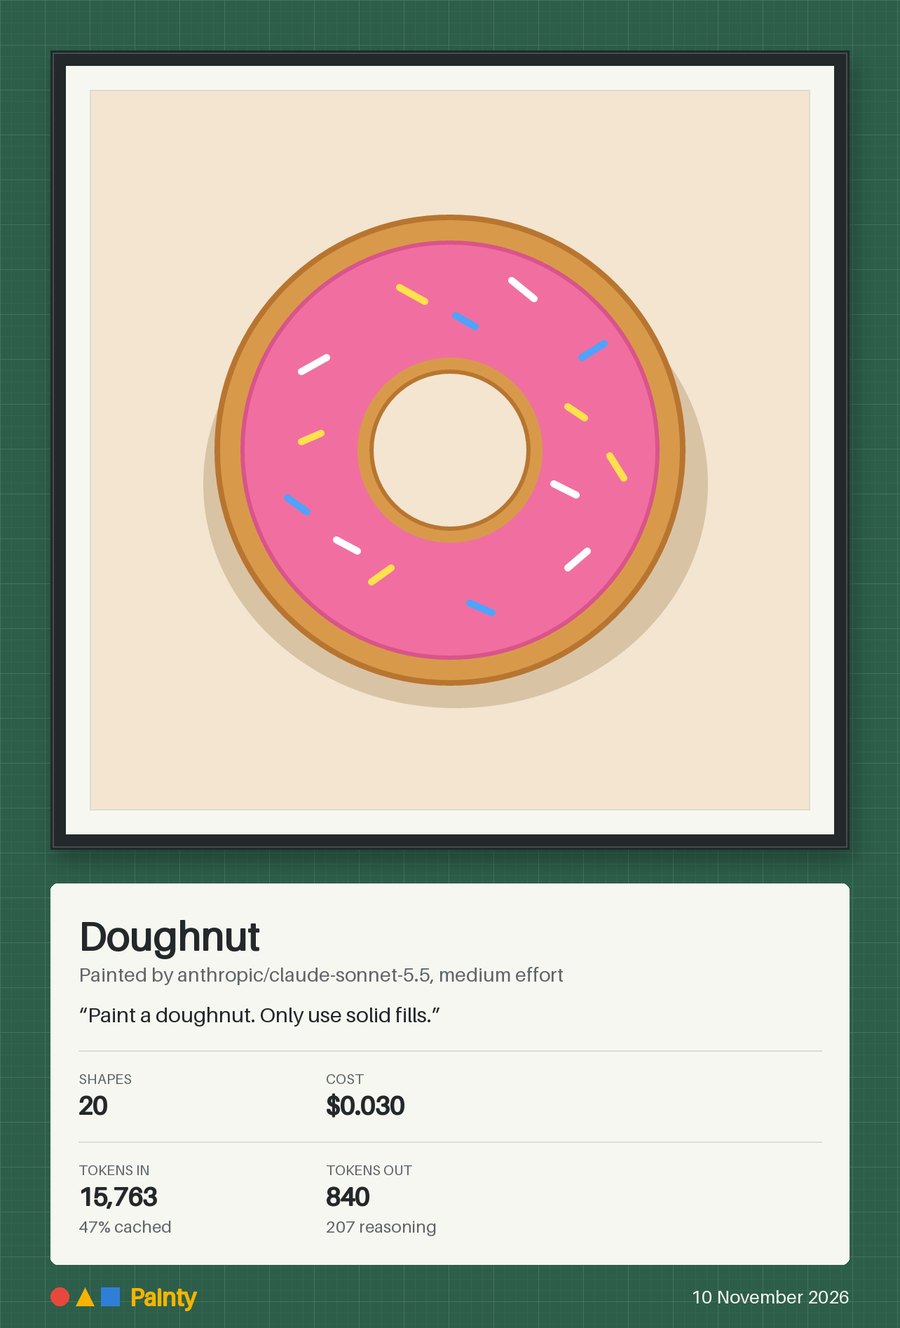 Doughnut
Painted by anthropic/claude-sonnet-5.5, medium effort
“Paint a doughnut. Only use solid fills.”
SHAPES COST
20 $0.030
TOKENS IN TOKENS OUT
15,763 840
47% cached 207 reasoning
Painty 10 November 2026